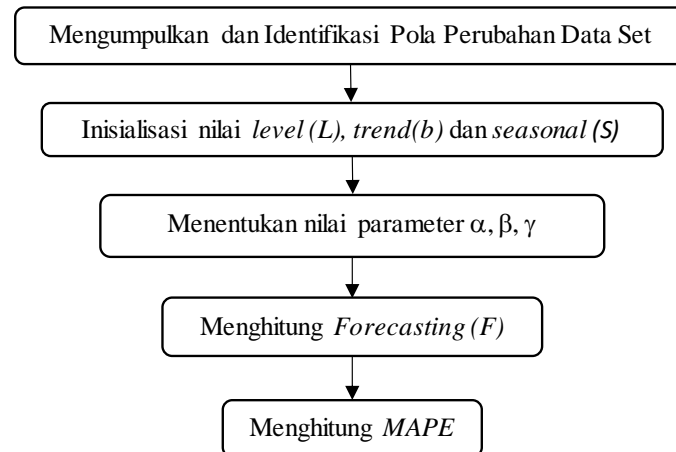 Mengumpulkan dan Identifikasi Pola Perubahan Data Set
Inisialisasi nilai level (L), trend(b) dan seasonal (S)
Menentukan nilai parameter α, β, γ
Menghitung Forecasting (F)
Menghitung MAPE